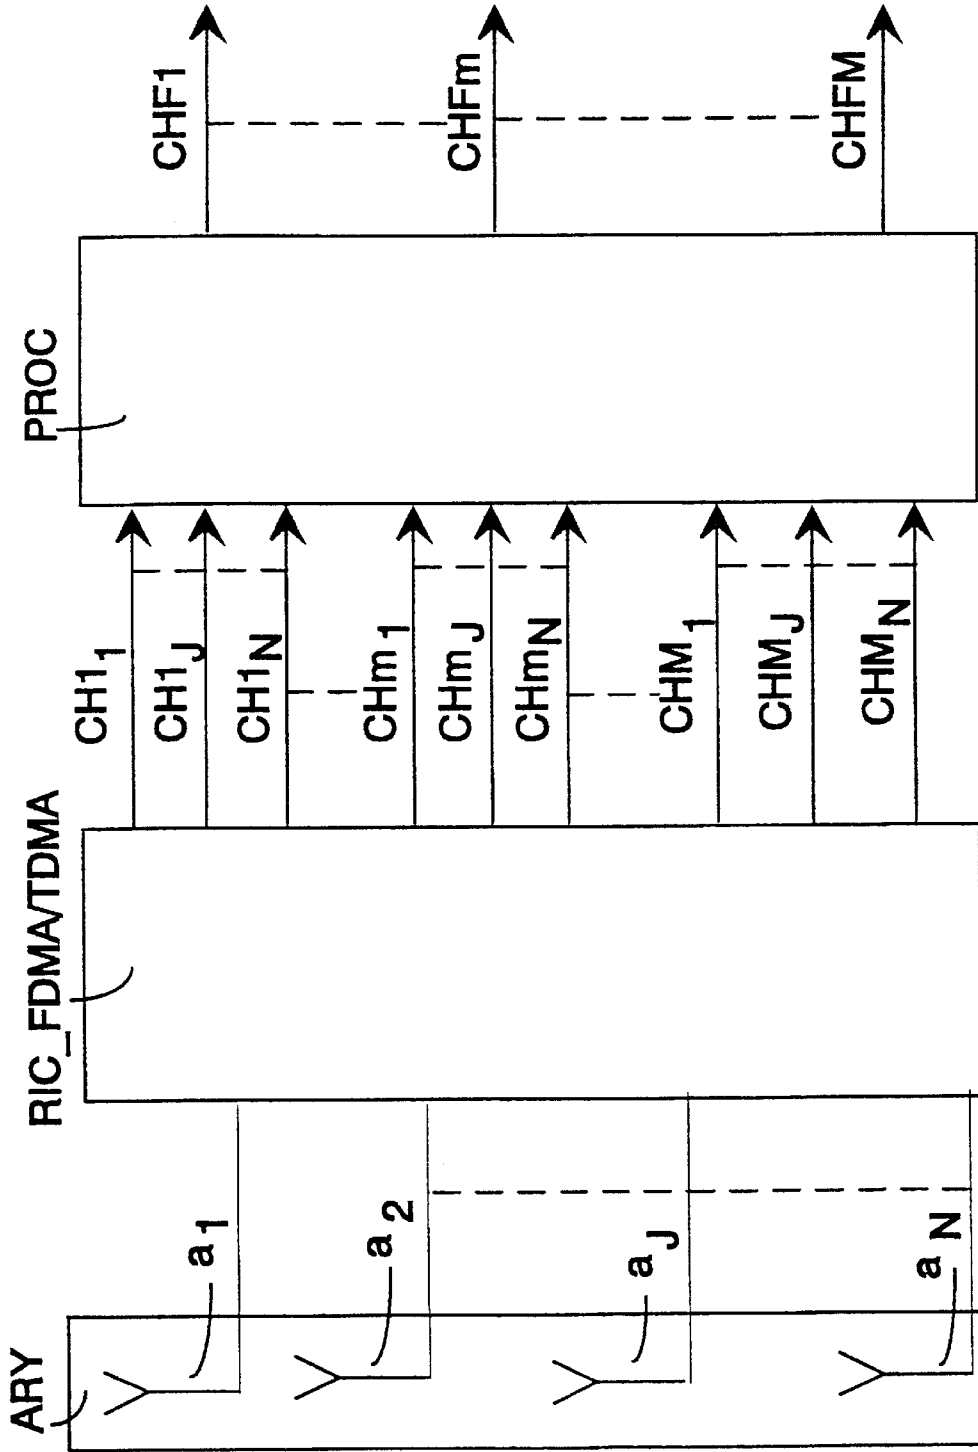 ARY
a1
a2
aJ
aN
RIC_FDMA/TDMA
CH11
CH1J
CH1N
CHm1
CHmJ
CHmN
CHM1
CHMJ
CHMN
PROC
CHF1
CHFm
CHFM